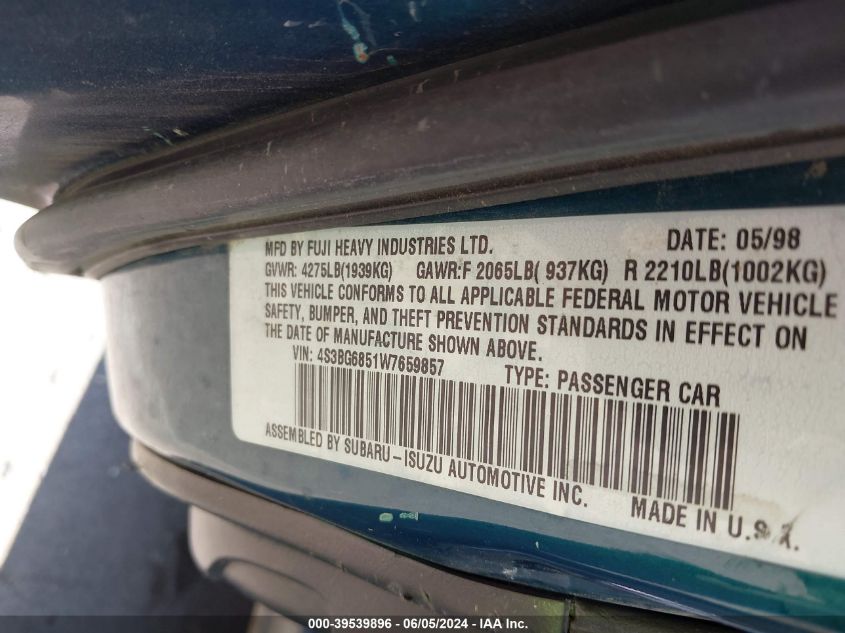 MFD BY FUJI HEAVY INDUSTRIES LTD. DATE: 05/98
GVWR: 4275LB(1939KG) GAWR:F 2065LB( 937KG) R 2210LB(1002KG)
THIS VEHICLE CONFORMS TO ALL APPLICABLE FEDERAL MOTOR VEHICLE
SAFETY, BUMPER, AND THEFT PREVENTION STANDARDS IN EFFECT ON
THE DATE OF MANUFACTURE SHOWN ABOVE.
VIN: 4S3BG6851W7659857 TYPE: PASSENGER CAR
ASSEMBLED BY SUBARU-ISUZU AUTOMOTIVE INC.
MADE IN U.S.A.
000-39539896 - 06/05/2024 - IAA, Inc.